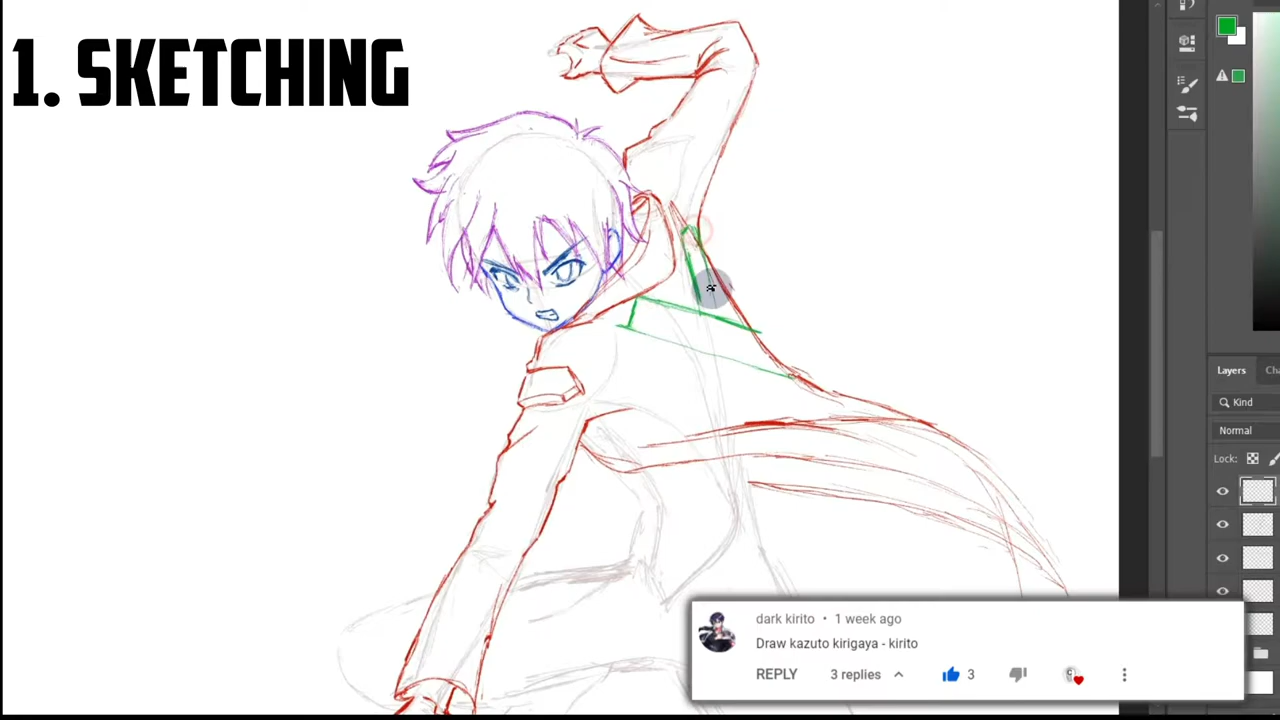 1. SKETCHING
Layers
Kind
Normal
Lock:
dark kirito • 1 week ago
Draw kazuto kirigaya - kirito
REPLY 3 replies 3